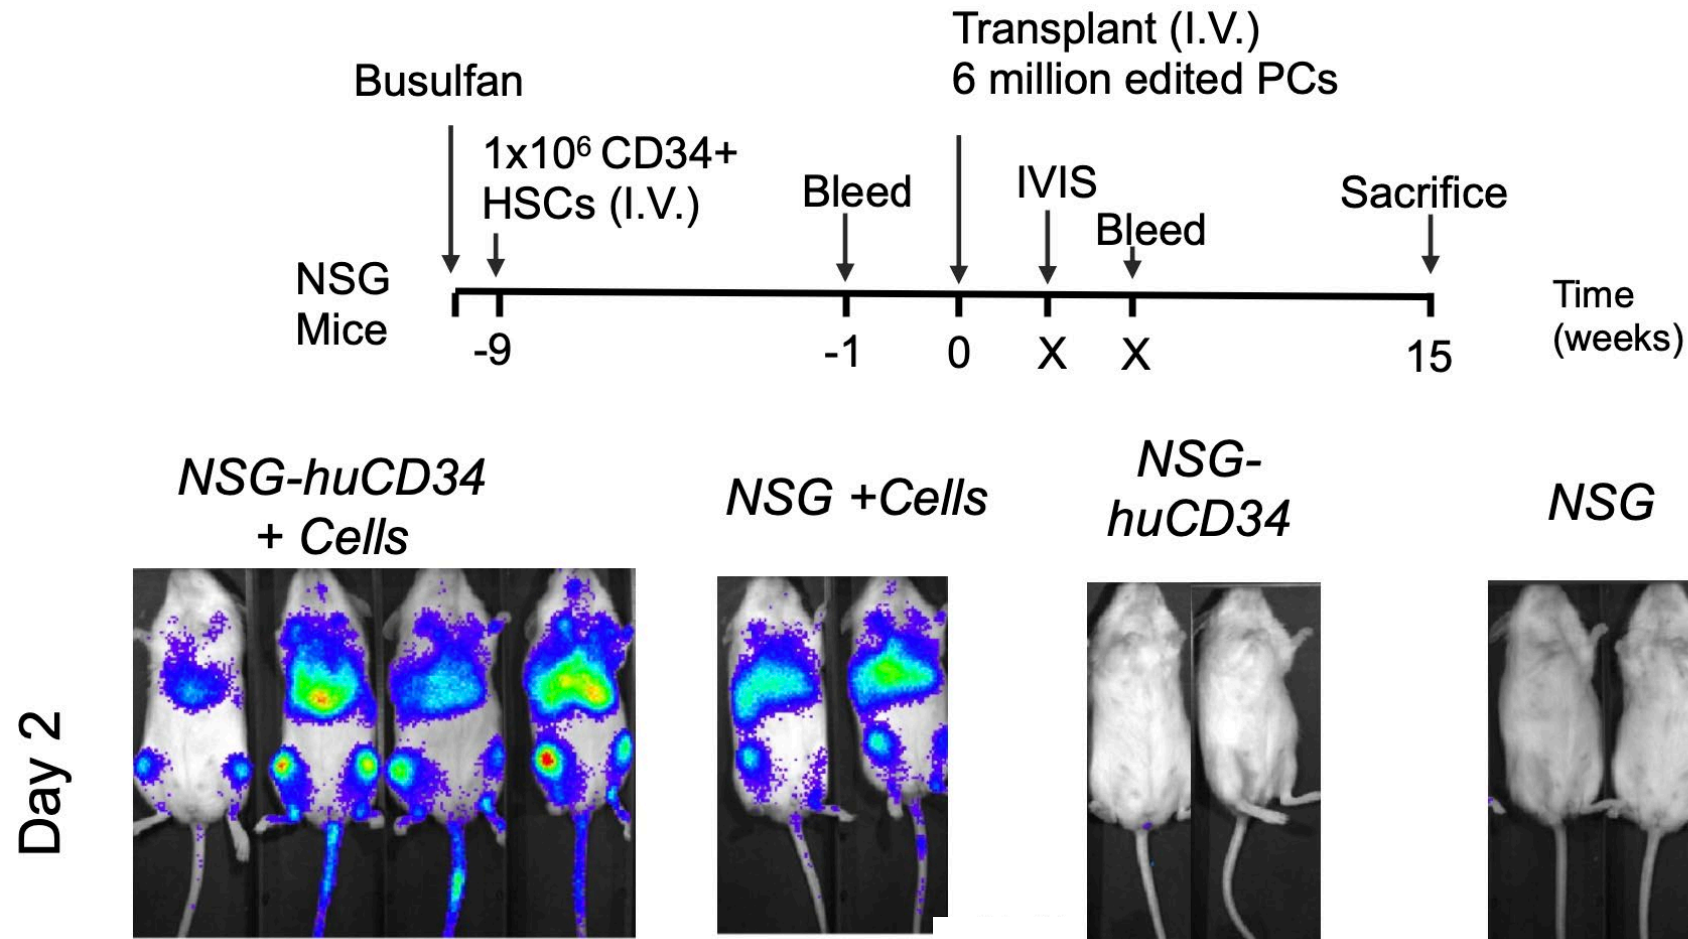 Transplant (I.V.)
6 million edited PCs
Busulfan
1x10⁶ CD34+
HSCs (I.V.)
Bleed
IVIS
Bleed
Sacrifice
NSG
Mice
-9
-1
0
X
X
15
Time
(weeks)
NSG-huCD34
+ Cells
NSG +Cells
NSG-
huCD34
NSG
Day 2